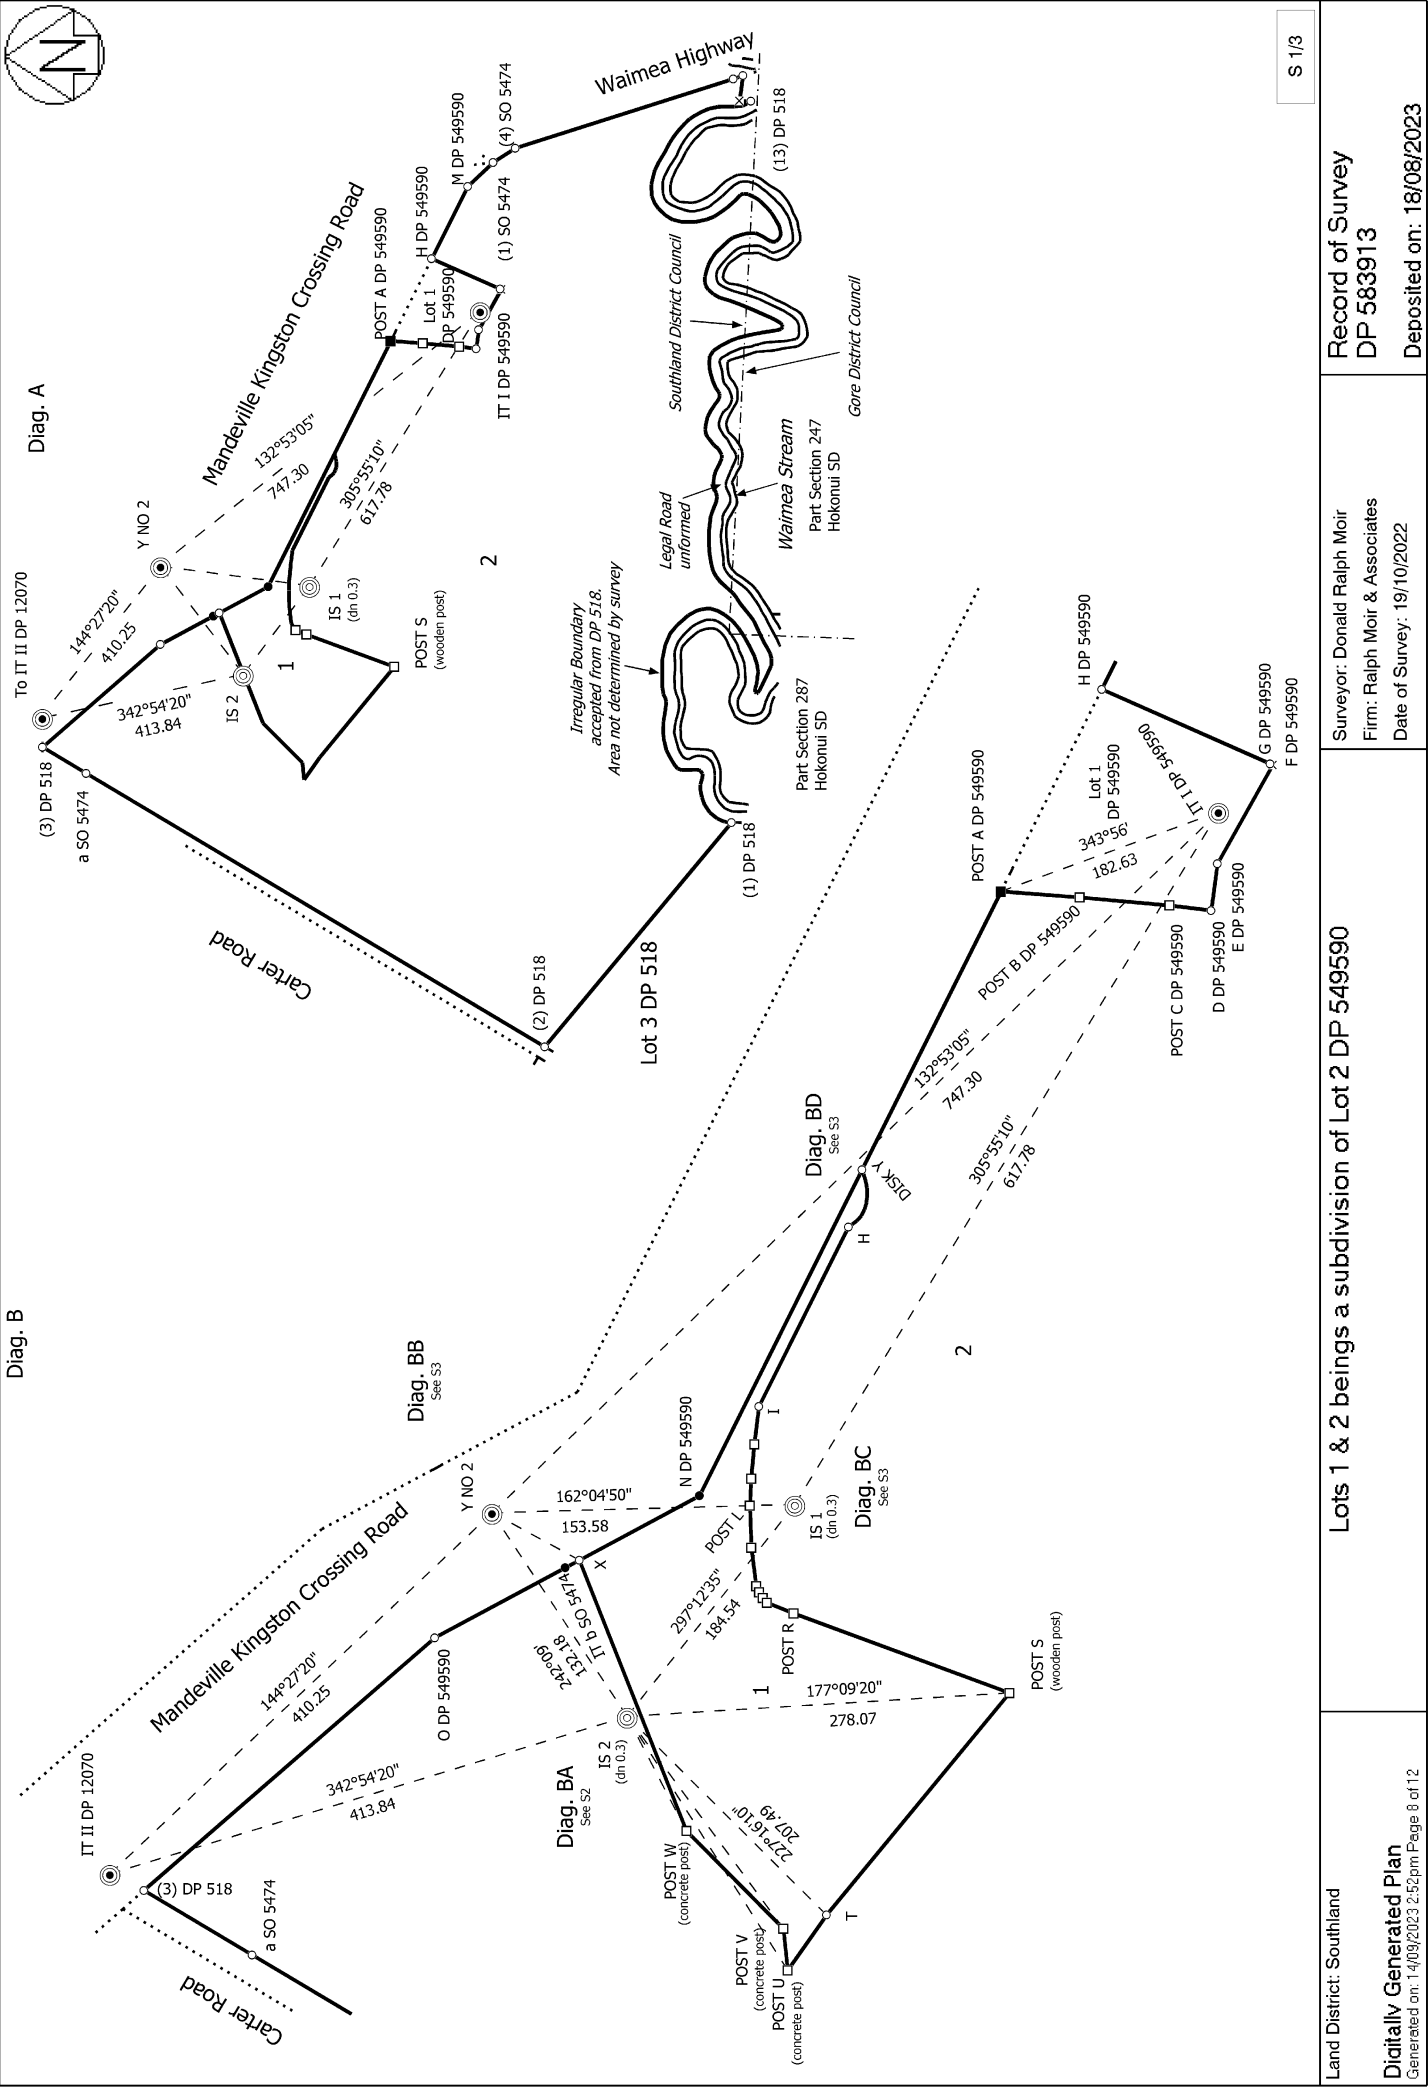 Diag. A
N
To IT II DP 12070
Y NO 2
(3) DP 518
a SO 5474
144°27'20"
410.25
342°54'20"
413.84
IS 2
1
IS 1
(dn 0.3)
POST S
(wooden post)
2
132°53'05"
747.30
305°55'10"
617.78
Mandeville Kingston Crossing Road
POST A DP 549590
H DP 549590
M DP 549590
(4) SO 5474
(1) SO 5474
Lot 1
DP 549590
IT I DP 549590
Waimea Highway
(13) DP 518
Southland District Council
Gore District Council
Legal Road
unformed
Waimea Stream
Part Section 247
Hokonui SD
Irregular Boundary
accepted from DP 518.
Area not determined by survey
Part Section 287
Hokonui SD
(1) DP 518
(2) DP 518
Lot 3 DP 518
Carter Road
Diag. B
IT II DP 12070
(3) DP 518
a SO 5474
Carter Road
Mandeville Kingston Crossing Road
144°27'20"
410.25
342°54'20"
413.84
O DP 549590
Y NO 2
Diag. BB
See S3
162°04'50"
153.58
N DP 549590
X
IT b SO 5474
132.18
242°09'
IS 2
(dn 0.3)
Diag. BA
See S2
297°12'35"
184.54
POST L
IS 1
(dn 0.3)
Diag. BC
See S3
I
H
DISK Y
Diag. BD
See S3
132°53'05"
747.30
305°55'10"
617.78
2
POST R
1
177°09'20"
278.07
POST S
(wooden post)
227°16'10"
207.49
POST W
(concrete post)
POST V
(concrete post)
POST U
(concrete post)
T
POST A DP 549590
POST B DP 549590
POST C DP 549590
D DP 549590
E DP 549590
343°56'
182.63
Lot 1
DP 549590
IT I DP 549590
H DP 549590
G DP 549590
F DP 549590
S 1/3
Land District: Southland
Digitally Generated Plan
Generated on: 14/09/2023 2:52pm Page 8 of 12
Lots 1 & 2 beings a subdivision of Lot 2 DP 549590
Surveyor: Donald Ralph Moir
Firm: Ralph Moir & Associates
Date of Survey: 19/10/2022
Record of Survey
DP 583913
Deposited on: 18/08/2023